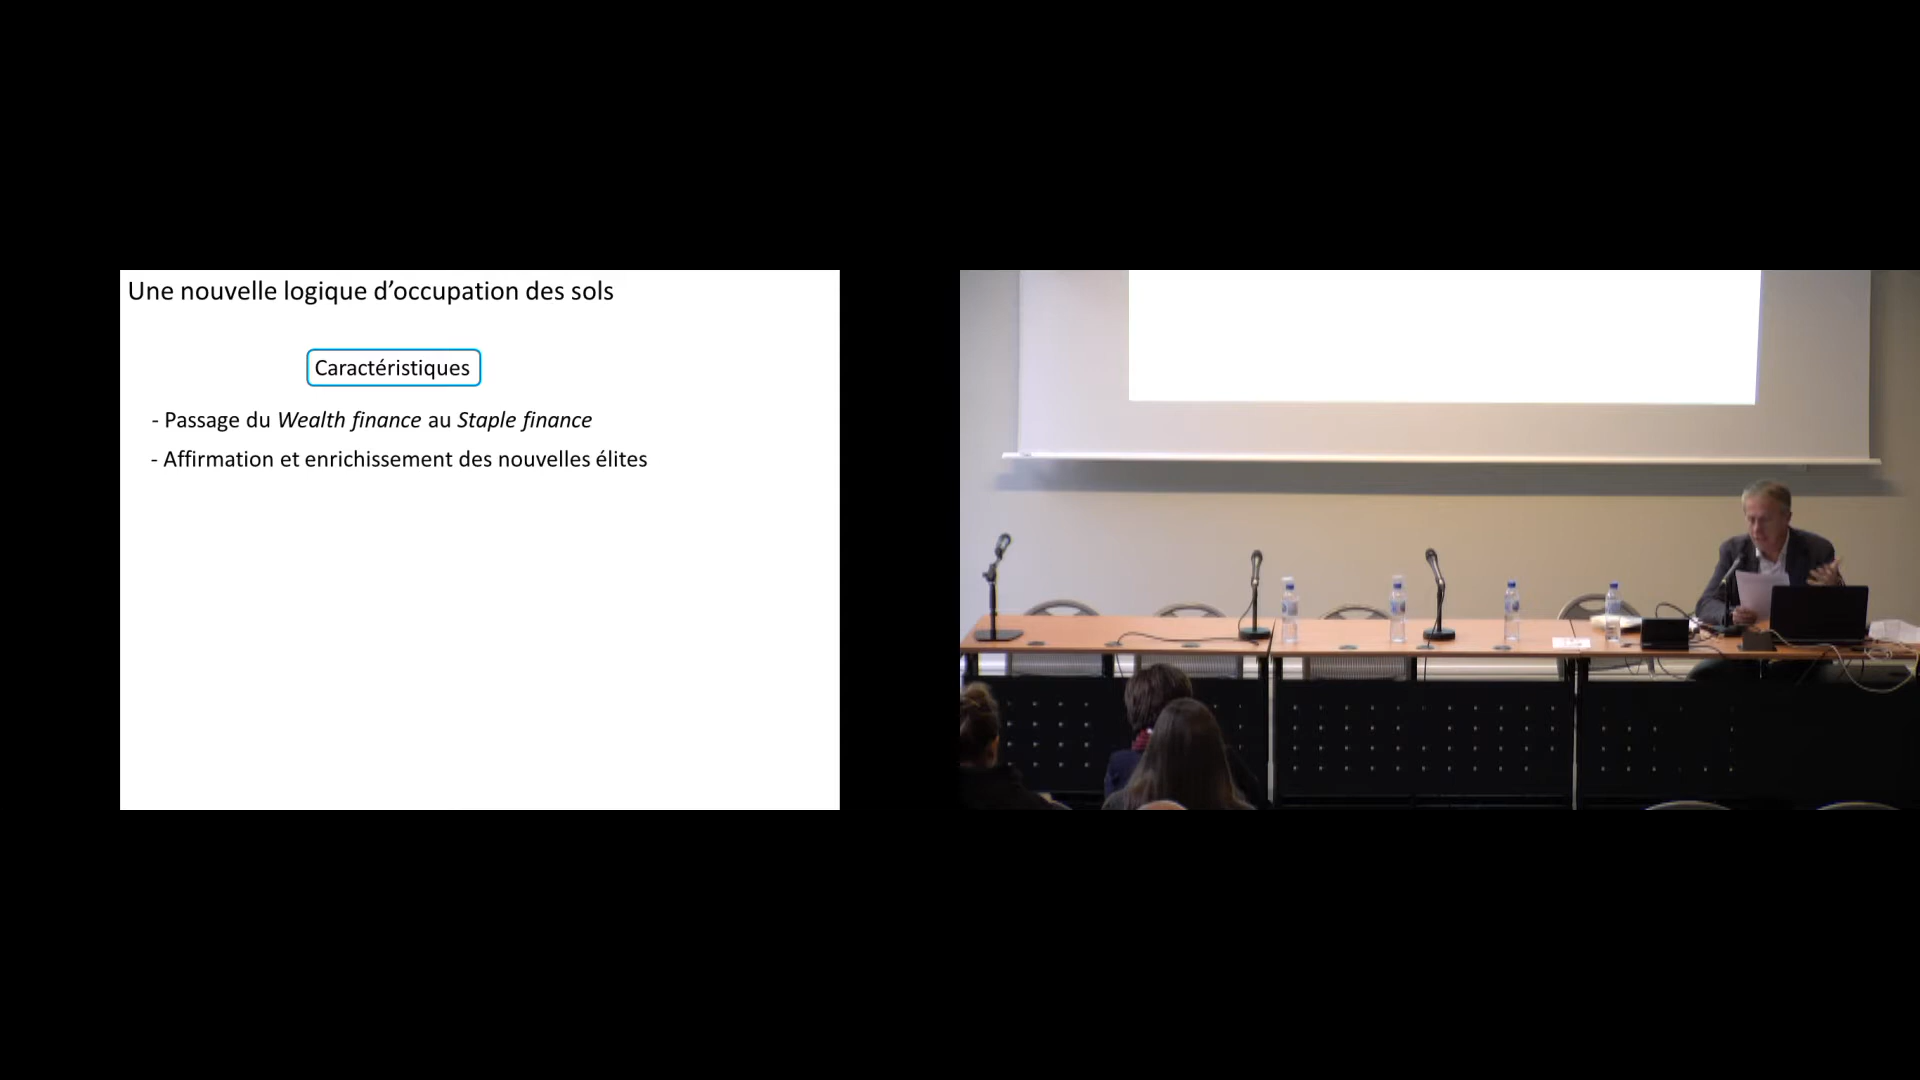 Une nouvelle logique d’occupation des sols
Caractéristiques
- Passage du Wealth finance au Staple finance
- Affirmation et enrichissement des nouvelles élites